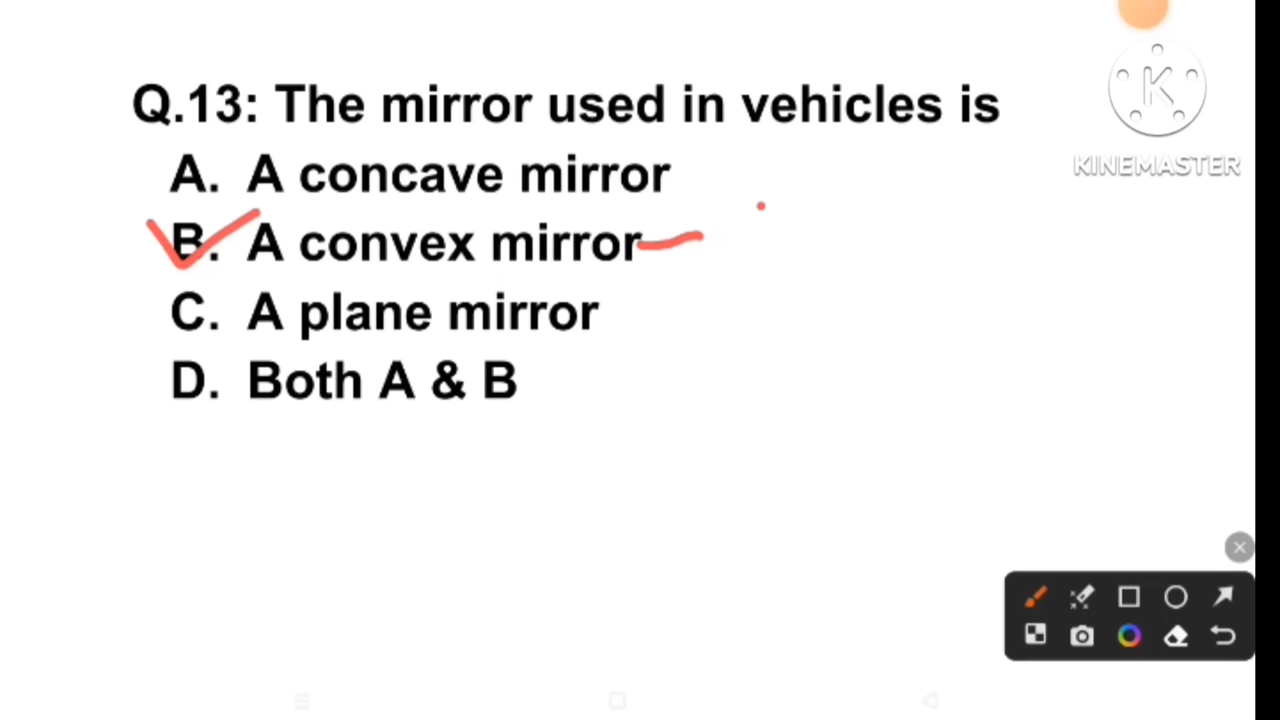 Q.13: The mirror used in vehicles is
A. A concave mirror
B. A convex mirror
C. A plane mirror
D. Both A & B
K
KINEMASTER